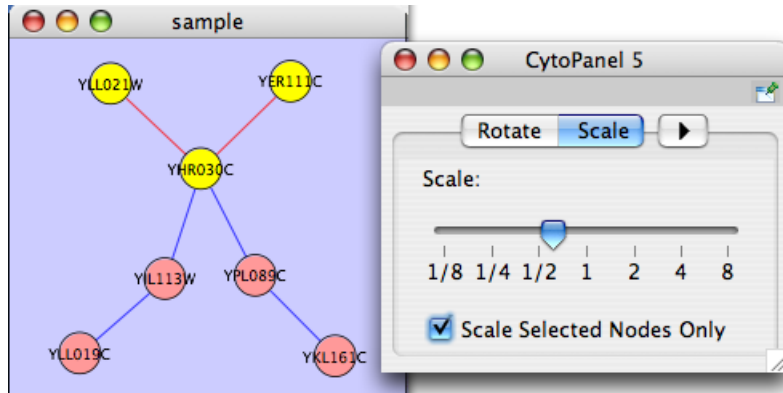 sample
YLL021W
YER111C
YHR030C
YIL113W
YPL089C
YLL019C
YKL161C
CytoPanel 5
Rotate Scale
Scale:
1/8 1/4 1/2 1 2 4 8
Scale Selected Nodes Only